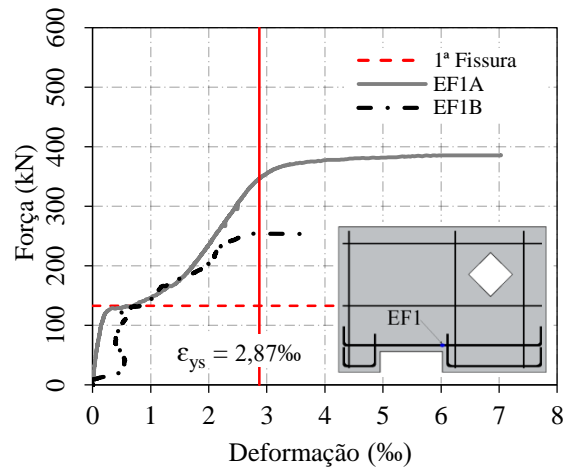 600
500
400
300
200
100
0
Força (kN)
1ª Fissura
EF1A
EF1B
EF1
εys = 2,87‰
0 1 2 3 4 5 6 7 8
Deformação (‰)